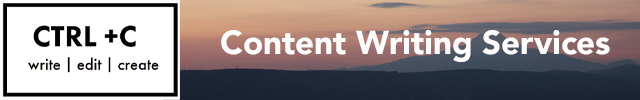 CTRL +C
write | edit | create
Content Writing Services